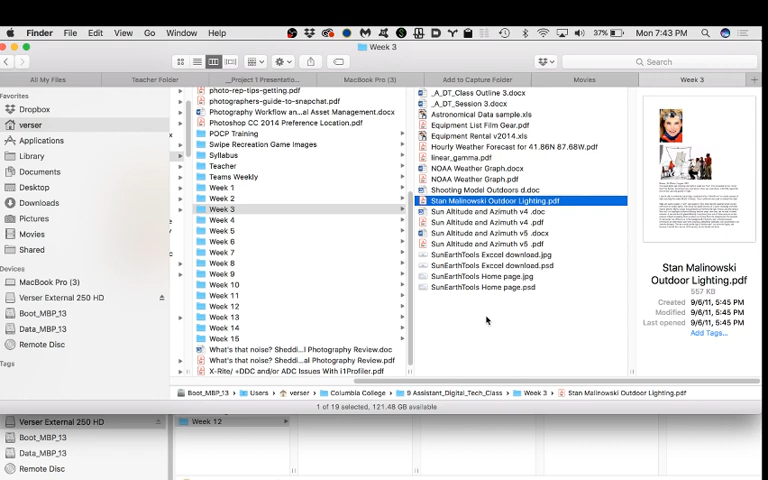 Finder File Edit View Go Window Help 37% Mon 7:43 PM
Week 3
Search
All My Files Teacher Folder __Project 1 Presentatio... MacBook Pro (3) Add to Capture Folder Movies Week 3
Favorites
Dropbox
verser
Applications
Library
Documents
Desktop
Downloads
Pictures
Movies
Shared
Devices
MacBook Pro (3)
Verser External 250 HD
Boot_MBP_13
Data_MBP_13
Remote Disc
Tags
photo-rep-tips-getting.pdf
photographers-guide-to-snapchat.pdf
Photography Workflow an...al Asset Management.docx
Photoshop CC 2014 Preference Location.pdf
POCP Training
Swipe Recreation Game Images
Syllabus
Teacher
Teams Weekly
Week 1
Week 2
Week 3
Week 4
Week 5
Week 6
Week 7
Week 8
Week 9
Week 10
Week 11
Week 12
Week 13
Week 14
Week 15
What's that noise? Sheddi...al Photography Review.doc
What's that noise? Sheddi...l Photography Review.pdf
X-Rite/ +DDC and/or ...t Issues With i1Profiler.pdf
_A_DT_Class Outline 3.docx
_A_DT_Session 3.docx
Astronomical Data sample.xls
Equipment List Film Gear.pdf
Equipment Rental v2014.xls
Hourly Weather Forecast for 41.86N 87.68W.pdf
linear_gamma.pdf
NOAA Weather Graph.docx
NOAA Weather Graph.pdf
Shooting Model Outdoors d.doc
Stan Malinowski Outdoor Lighting.pdf
Sun Altitude and Azimuth v4 .doc
Sun Altitude and Azimuth v4 .pdf
Sun Altitude and Azimuth v5 .docx
Sun Altitude and Azimuth v5 .pdf
SunEarthTools Exccel download.jpg
SunEarthTools Exccel download.psd
SunEarthTools Home page.jpg
SunEarthTools Home page.psd
Stan Malinowski
Outdoor Lighting.pdf
557 KB
Created 9/6/11, 5:45 PM
Modified 9/6/11, 5:45 PM
Last opened 9/6/11, 5:45 PM
Add Tags...
Boot_MBP_13 Users verser Columbia College 9 Assistant_Digital_Tech_Class Week 3 Stan Malinowski Outdoor Lighting.pdf
1 of 19 selected, 121.48 GB available
Verser External 250 HD
Boot_MBP_13
Data_MBP_13
Remote Disc
Week 12